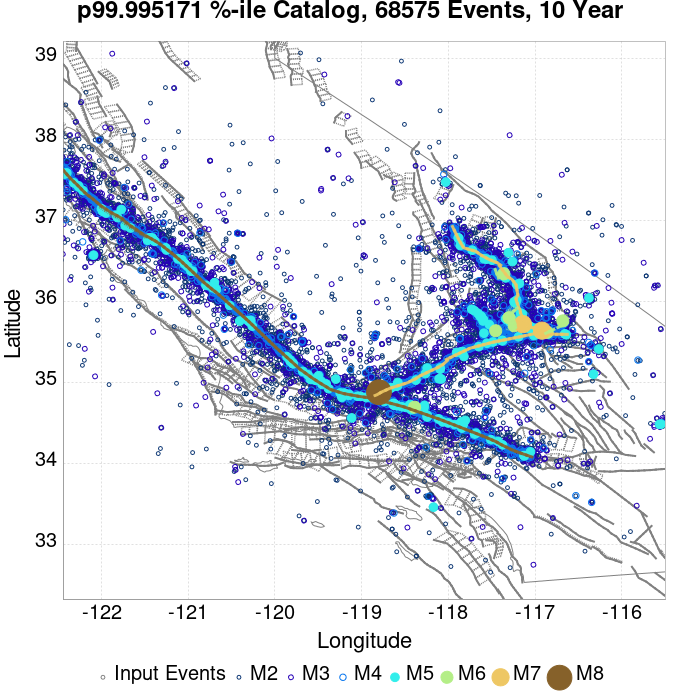 p99.995171 %-ile Catalog, 68575 Events, 10 Year
Latitude
39
38
37
36
35
34
33
-122 -121 -120 -119 -118 -117 -116
Longitude
Input Events M2 M3 M4 M5 M6 M7 M8